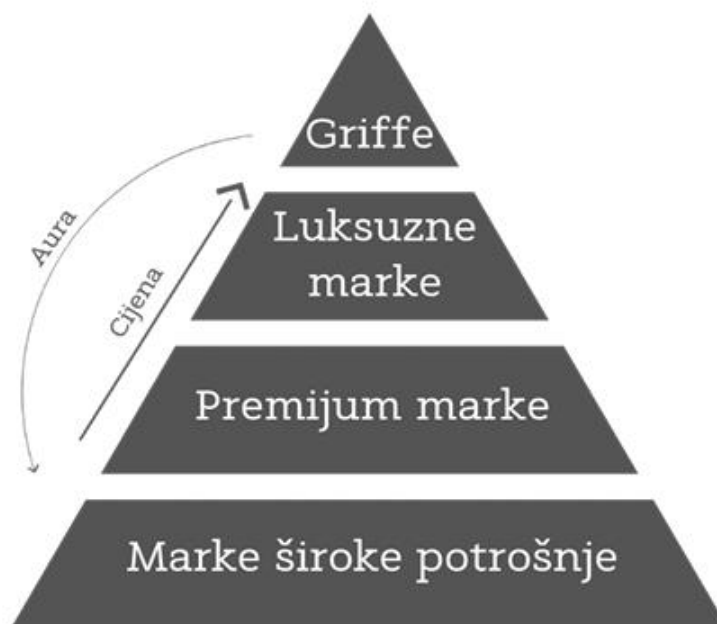 Griffe
Aura
Cijena
Luksuzne
marke
Premijum marke
Marke široke potrošnje